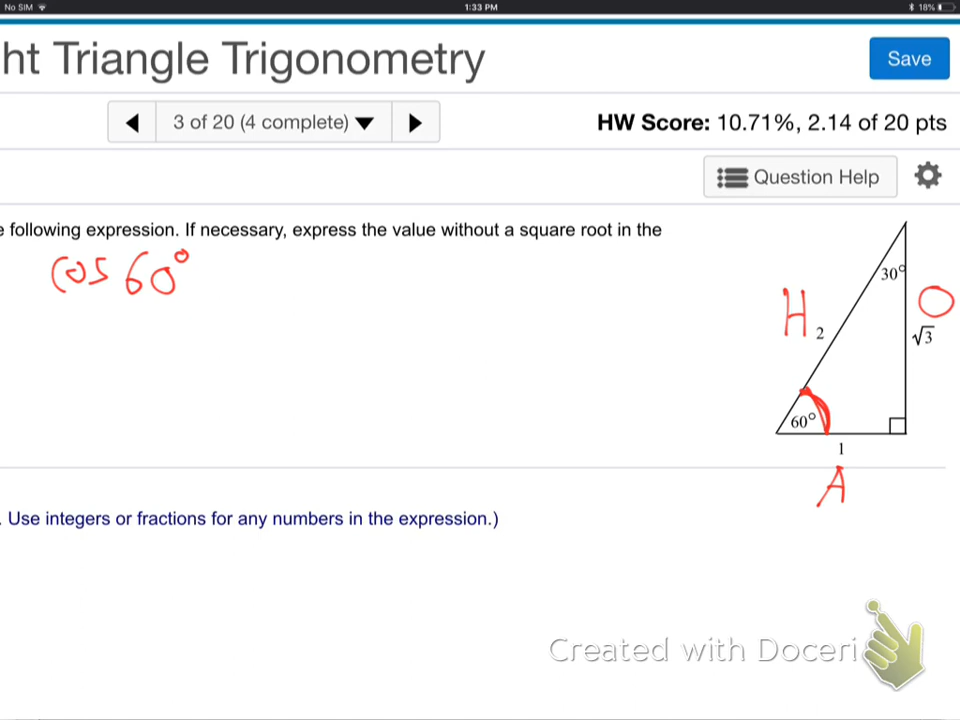 No SIM 1:33 PM 18%
ht Triangle Trigonometry Save
3 of 20 (4 complete) HW Score: 10.71%, 2.14 of 20 pts
Question Help
e following expression. If necessary, express the value without a square root in the
cos 60°
30°
H O
2 √3
60°
1
A
. Use integers or fractions for any numbers in the expression.)
Created with Doceri